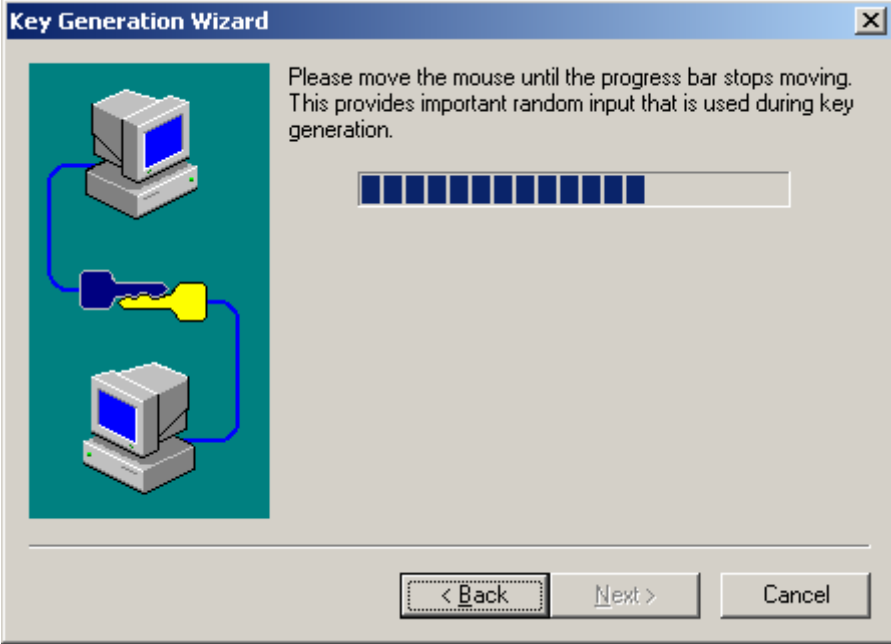 Key Generation Wizard
Please move the mouse until the progress bar stops moving.
This provides important random input that is used during key
generation.
< Back
Next >
Cancel